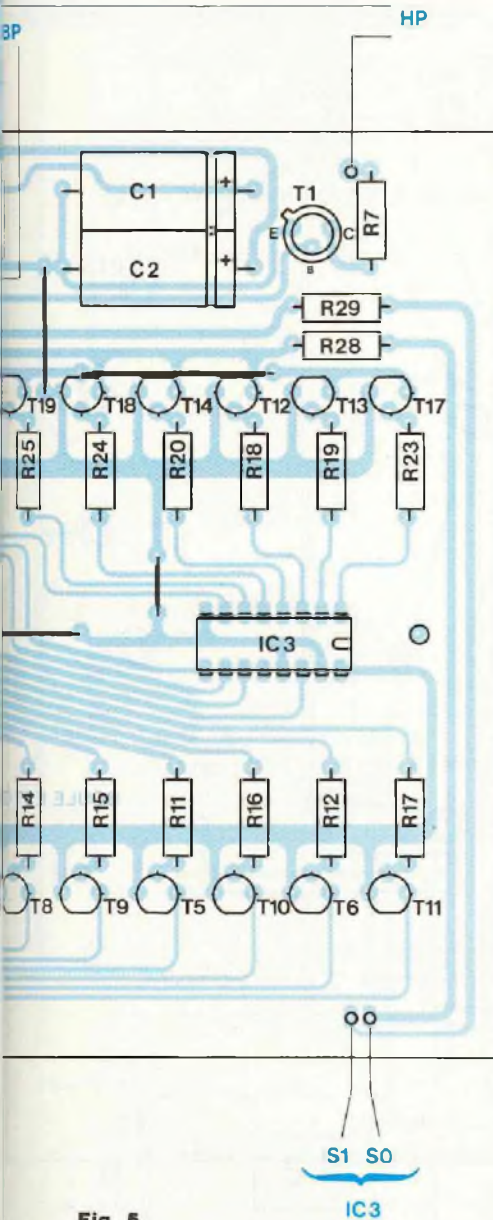 HP
BP
C1 +
T1
E C
B
R7
C2 +
R29
R28
T19 T18 T14 T12 T13 T17
R25 R24 R20 R18 R19 R23
IC3
R14 R15 R11 R16 R12 R17
T8 T9 T5 T10 T6 T11
S1 S0
IC3
Fig. 5